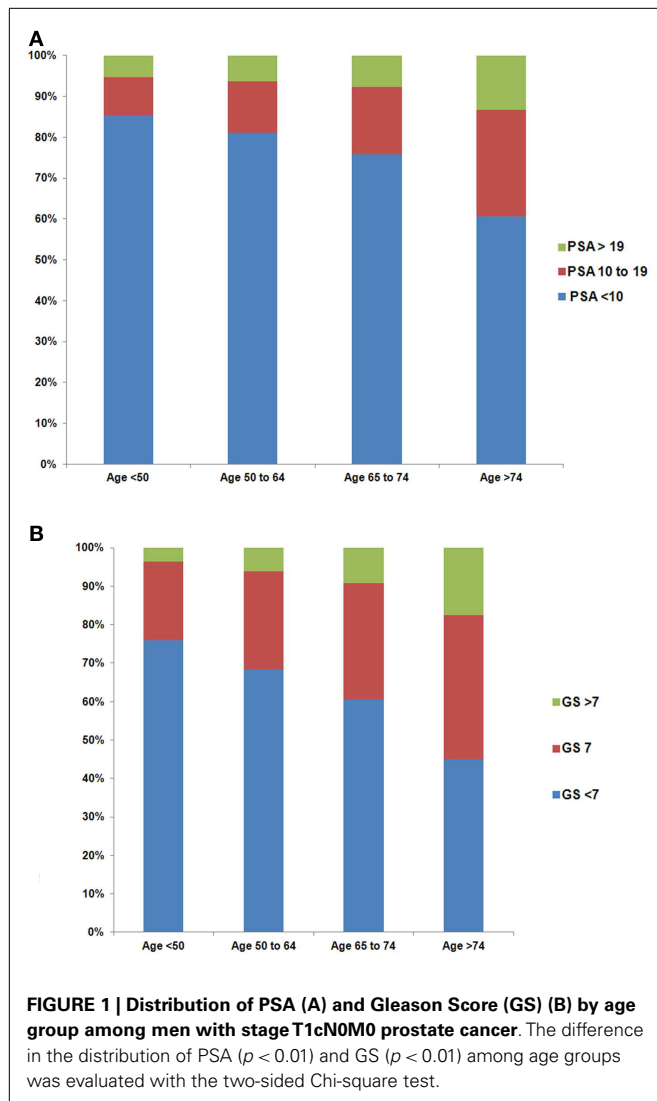 A
100%
90%
80%
70%
60%
50%
40%
30%
20%
10%
0%
PSA > 19
PSA 10 to 19
PSA <10
Age <50 Age 50 to 64 Age 65 to 74 Age >74
B
100%
90%
80%
70%
60%
50%
40%
30%
20%
10%
0%
GS >7
GS 7
GS <7
Age <50 Age 50 to 64 Age 65 to 74 Age >74
FIGURE 1 | Distribution of PSA (A) and Gleason Score (GS) (B) by age
group among men with stage T1cN0M0 prostate cancer. The difference
in the distribution of PSA (p < 0.01) and GS (p < 0.01) among age groups
was evaluated with the two-sided Chi-square test.